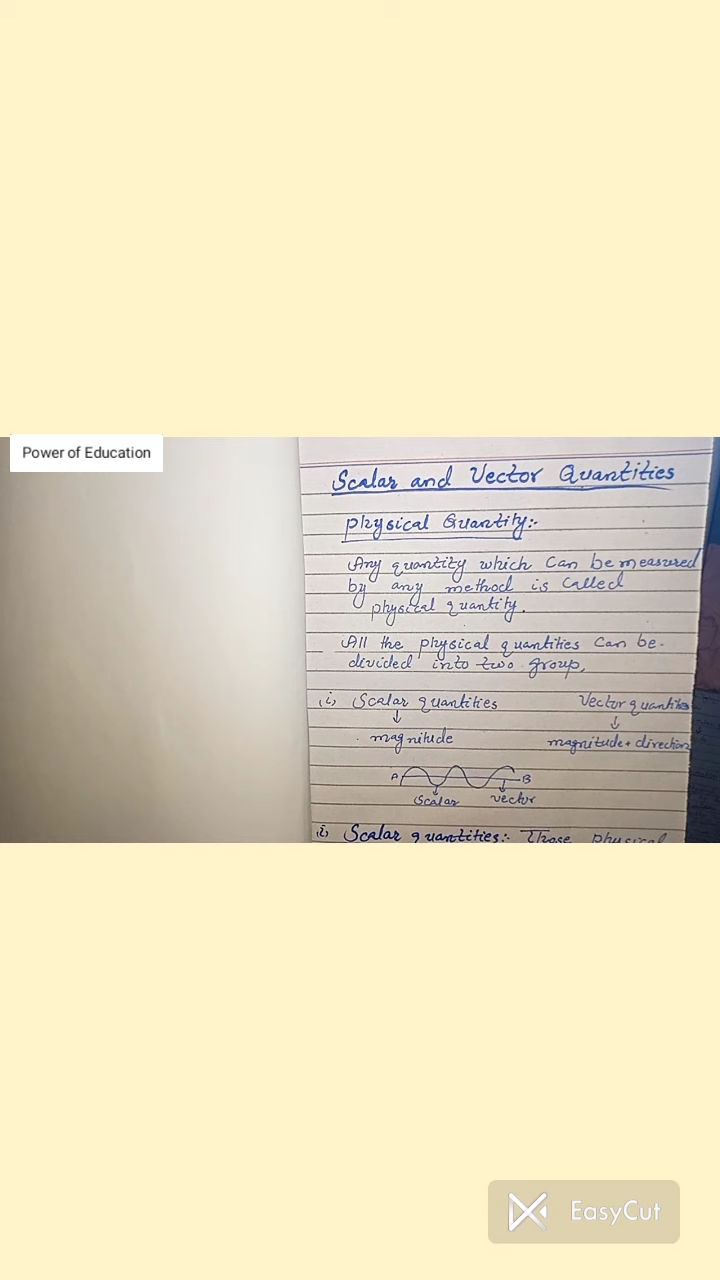 Power of Education
Scalar and Vector Quantities
Physical Quantity:-
Any quantity which can be measured
by any method is called
physical quantity.
All the physical quantities can be
divided into two group,
(i) Scalar quantities Vector quantities
magnitude magnitude + direction
A B
Scalar vector
(i) Scalar quantities:- Those physical
EasyCut